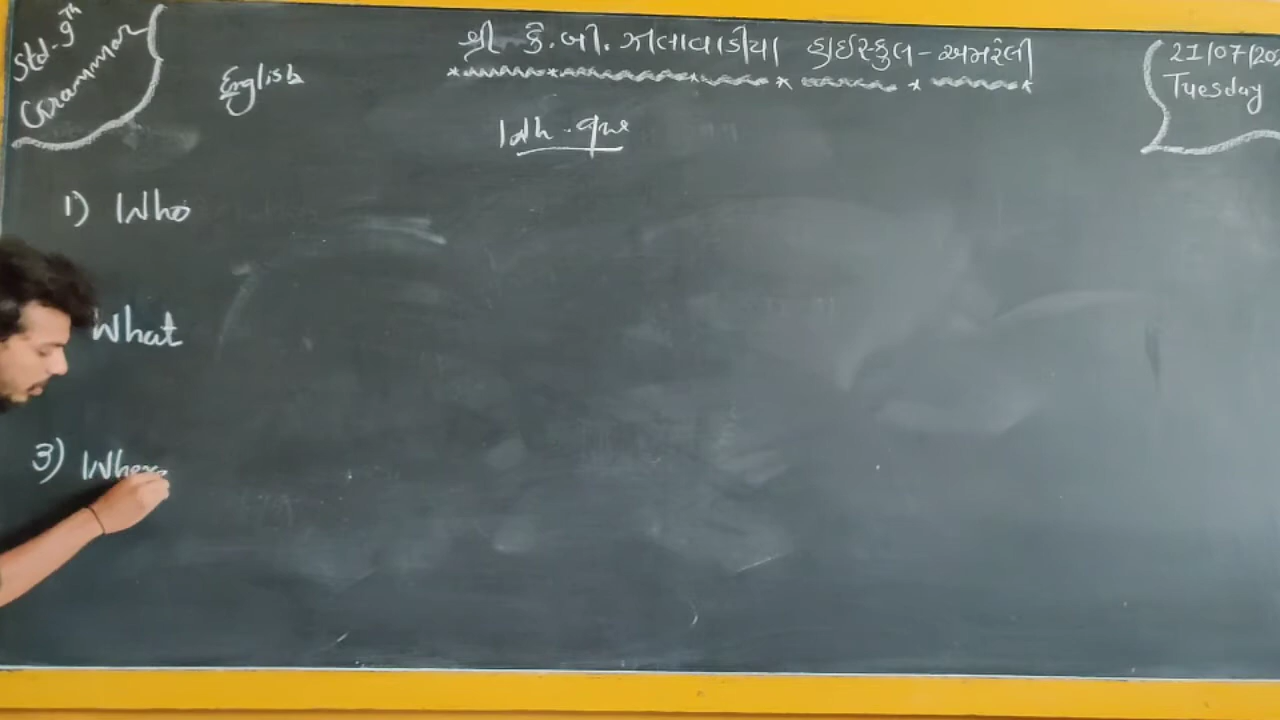 Std-9th
Grammar
English
શ્રી કે.બી. ઝાલાવાડીયા હાઈસ્કુલ - અમરેલી
21/07/20
Tuesday
Wh.que
1) Who
What
3) Where